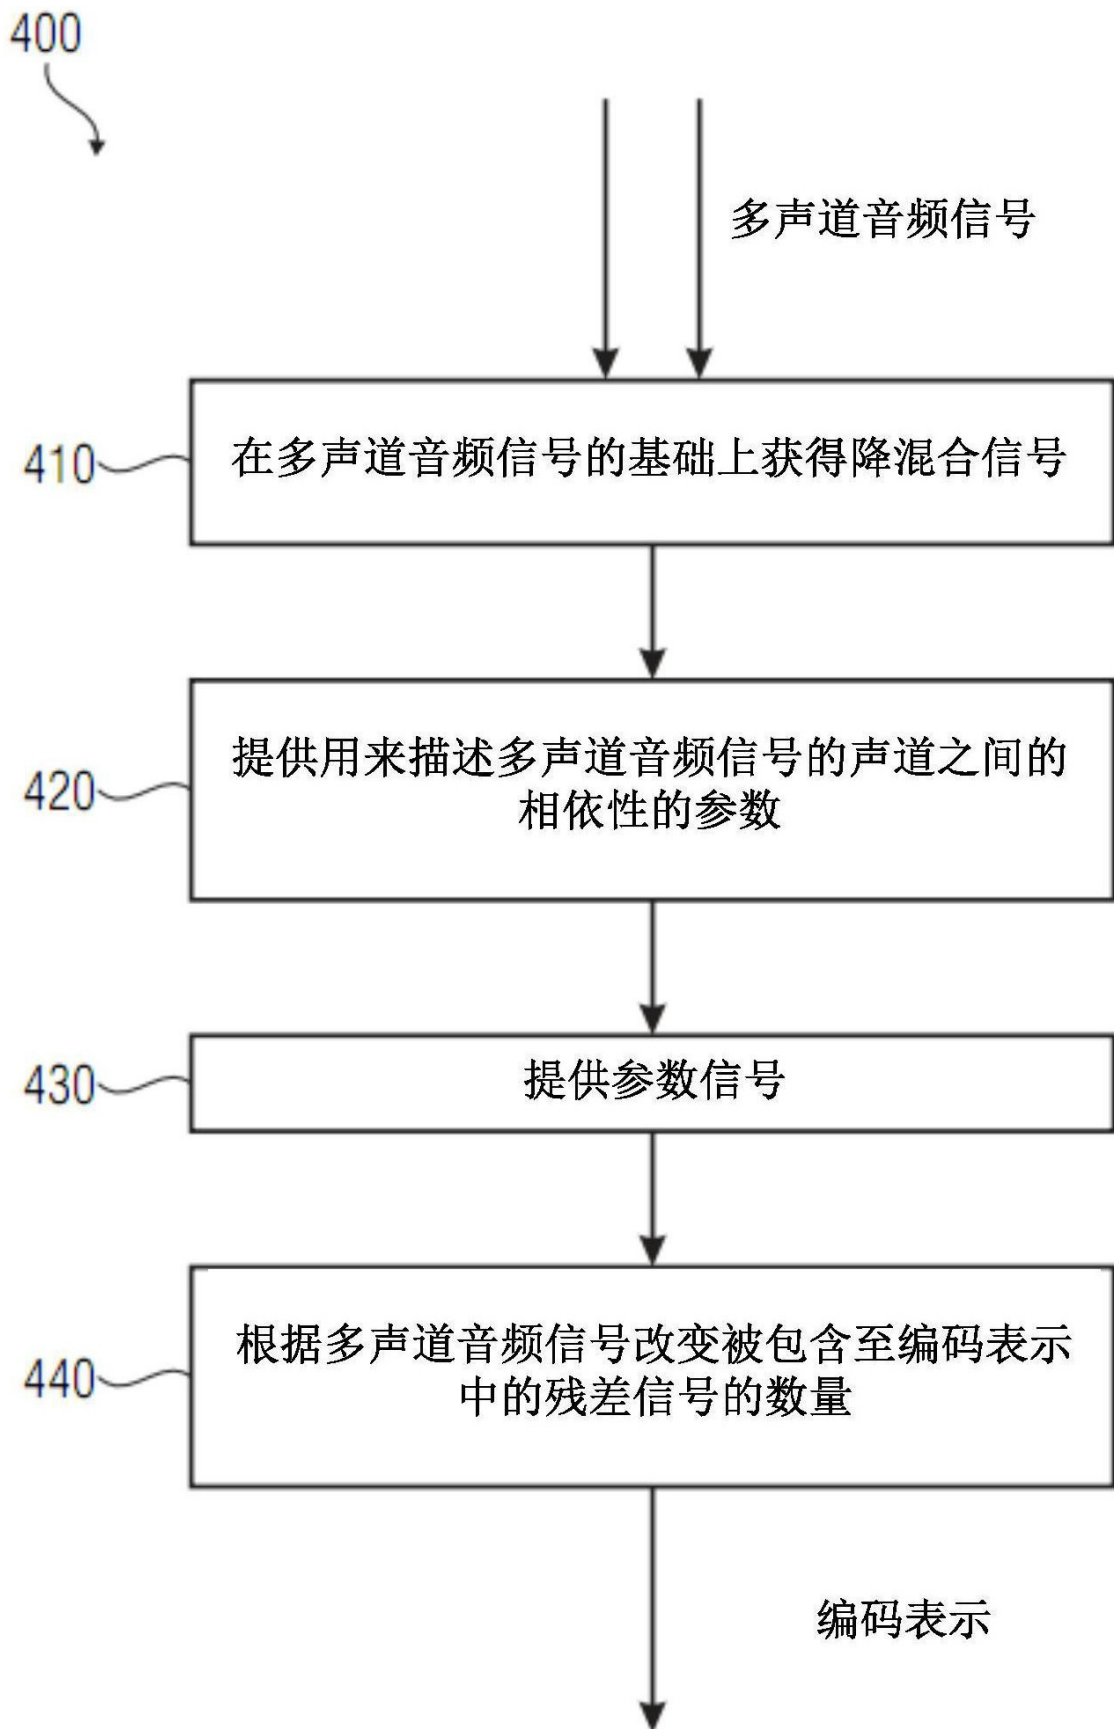 400
多声道音频信号
410
在多声道音频信号的基础上获得降混合信号
420
提供用来描述多声道音频信号的声道之间的
相依性的参数
430
提供参数信号
440
根据多声道音频信号改变被包含至编码表示
中的残差信号的数量
编码表示